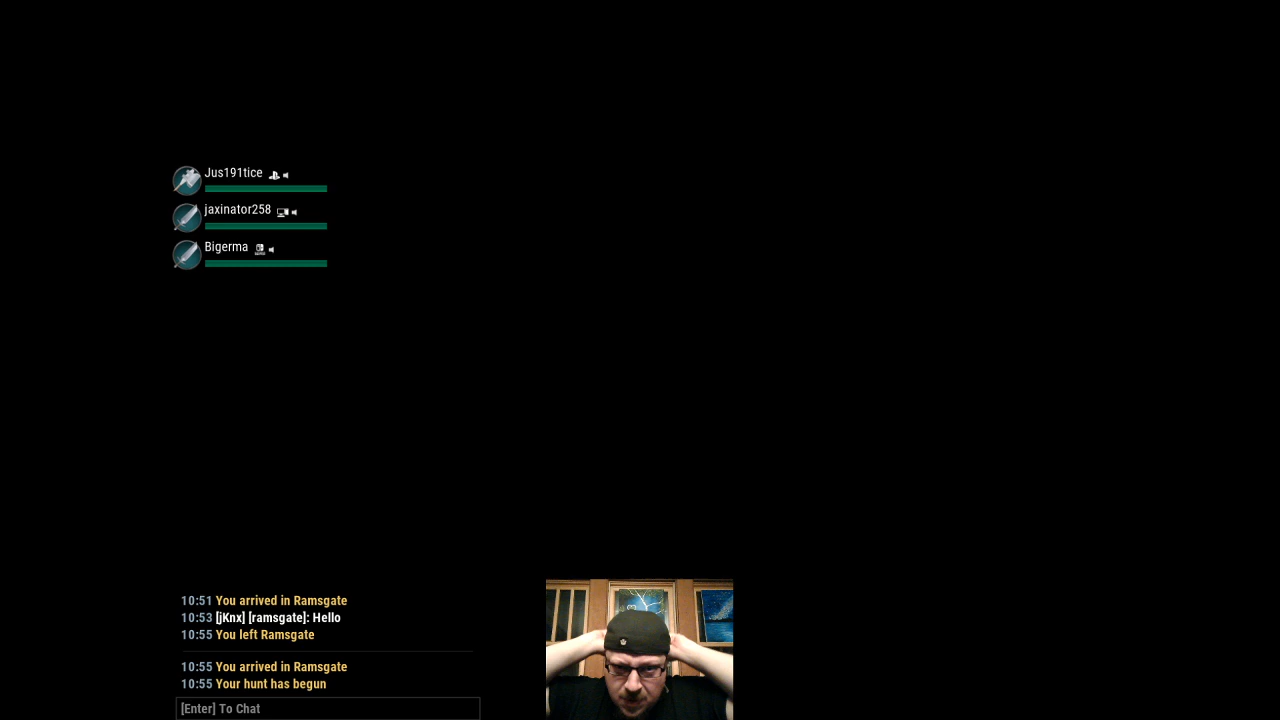 Jus191tice
jaxinator258
Bigerma
10:51 You arrived in Ramsgate
10:53 [jKnx] [ramsgate]: Hello
10:55 You left Ramsgate
10:55 You arrived in Ramsgate
10:55 Your hunt has begun
[Enter] To Chat